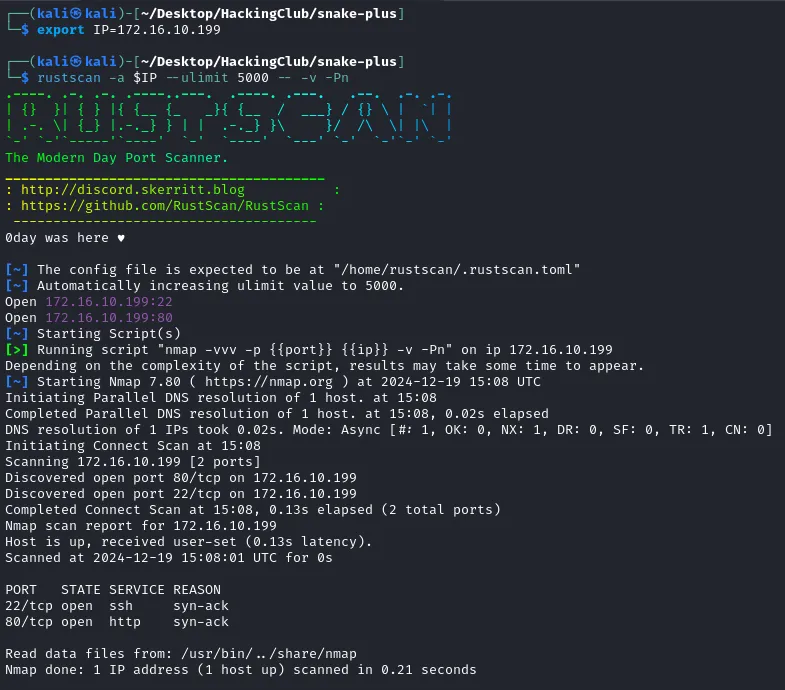 ┌──(kali㉿kali)-[~/Desktop/HackingClub/snake-plus]
└─$ export IP=172.16.10.199
┌──(kali㉿kali)-[~/Desktop/HackingClub/snake-plus]
└─$ rustscan -a $IP --ulimit 5000 -- -v -Pn
.----. .-. .-. .----..---.  .----. .---.   .--.  .-. .-.
| {}  }| { } |{ {__ {_   _}{ {__  /  ___} / {} \ |  `| |
| .-. \| {_} |.-._} } | |  .-._} }\     }/  /\  \| |\  |
`-' `-'`-----'`----'  `-'  `----'  `---' `-'  `-'`-' `-'
The Modern Day Port Scanner.
________________________________________
: http://discord.skerritt.blog           :
: https://github.com/RustScan/RustScan :
 --------------------------------------
0day was here ♥
[~] The config file is expected to be at "/home/rustscan/.rustscan.toml"
[~] Automatically increasing ulimit value to 5000.
Open 172.16.10.199:22
Open 172.16.10.199:80
[~] Starting Script(s)
[>] Running script "nmap -vvv -p {{port}} {{ip}} -v -Pn" on ip 172.16.10.199
Depending on the complexity of the script, results may take some time to appear.
[~] Starting Nmap 7.80 ( https://nmap.org ) at 2024-12-19 15:08 UTC
Initiating Parallel DNS resolution of 1 host. at 15:08
Completed Parallel DNS resolution of 1 host. at 15:08, 0.02s elapsed
DNS resolution of 1 IPs took 0.02s. Mode: Async [#: 1, OK: 0, NX: 1, DR: 0, SF: 0, TR: 1, CN: 0]
Initiating Connect Scan at 15:08
Scanning 172.16.10.199 [2 ports]
Discovered open port 80/tcp on 172.16.10.199
Discovered open port 22/tcp on 172.16.10.199
Completed Connect Scan at 15:08, 0.13s elapsed (2 total ports)
Nmap scan report for 172.16.10.199
Host is up, received user-set (0.13s latency).
Scanned at 2024-12-19 15:08:01 UTC for 0s
PORT   STATE SERVICE REASON
22/tcp open  ssh     syn-ack
80/tcp open  http    syn-ack
Read data files from: /usr/bin/../share/nmap
Nmap done: 1 IP address (1 host up) scanned in 0.21 seconds